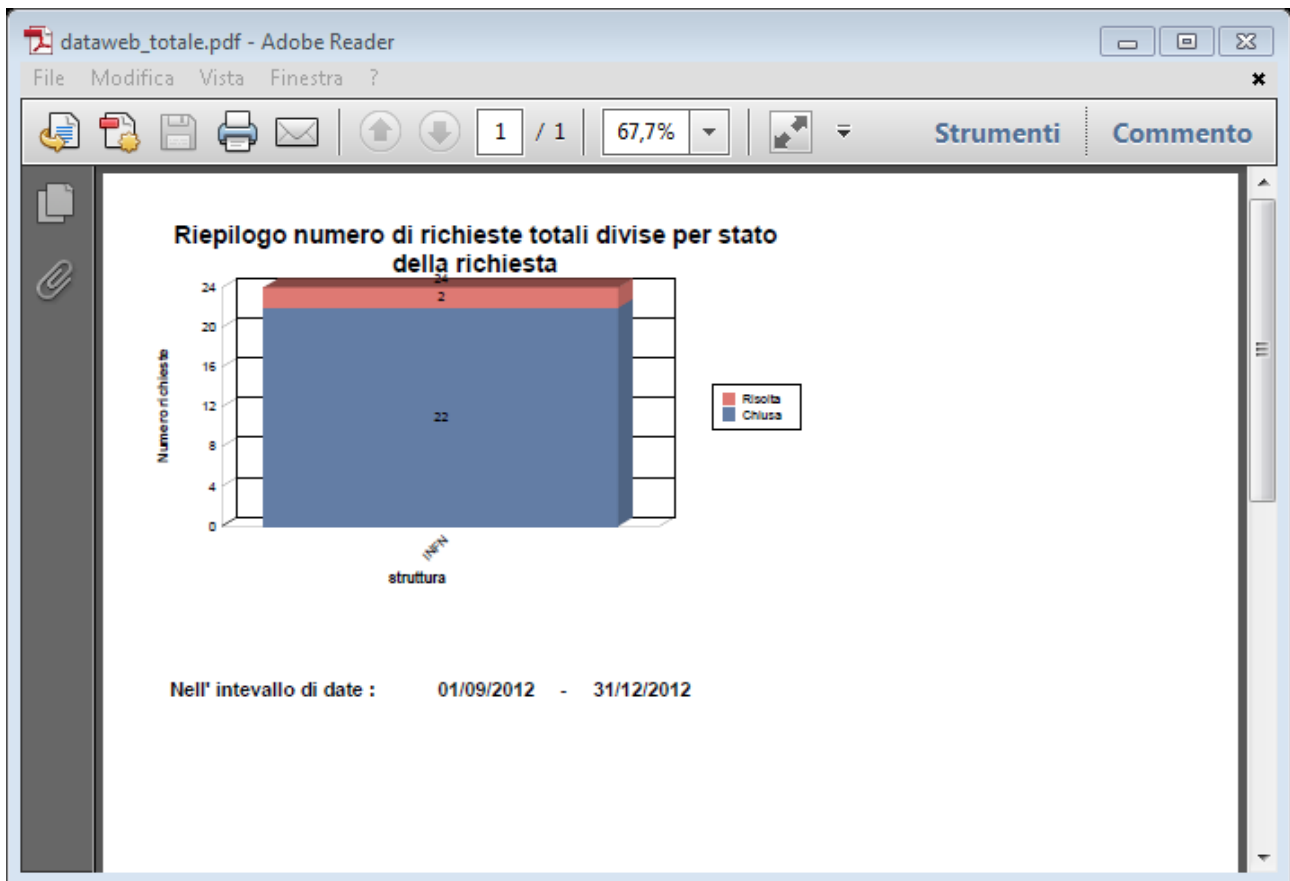 dataweb_totale.pdf - Adobe Reader
File Modifica Vista Finestra ?
1 / 1 67,7% Strumenti Commento
Riepilogo numero di richieste totali divise per stato
della richiesta
24
24
2
20
16
12
22
8
4
0
Numero richieste
Risolta
Chiusa
INFN
struttura
Nell' intevallo di date : 01/09/2012 - 31/12/2012